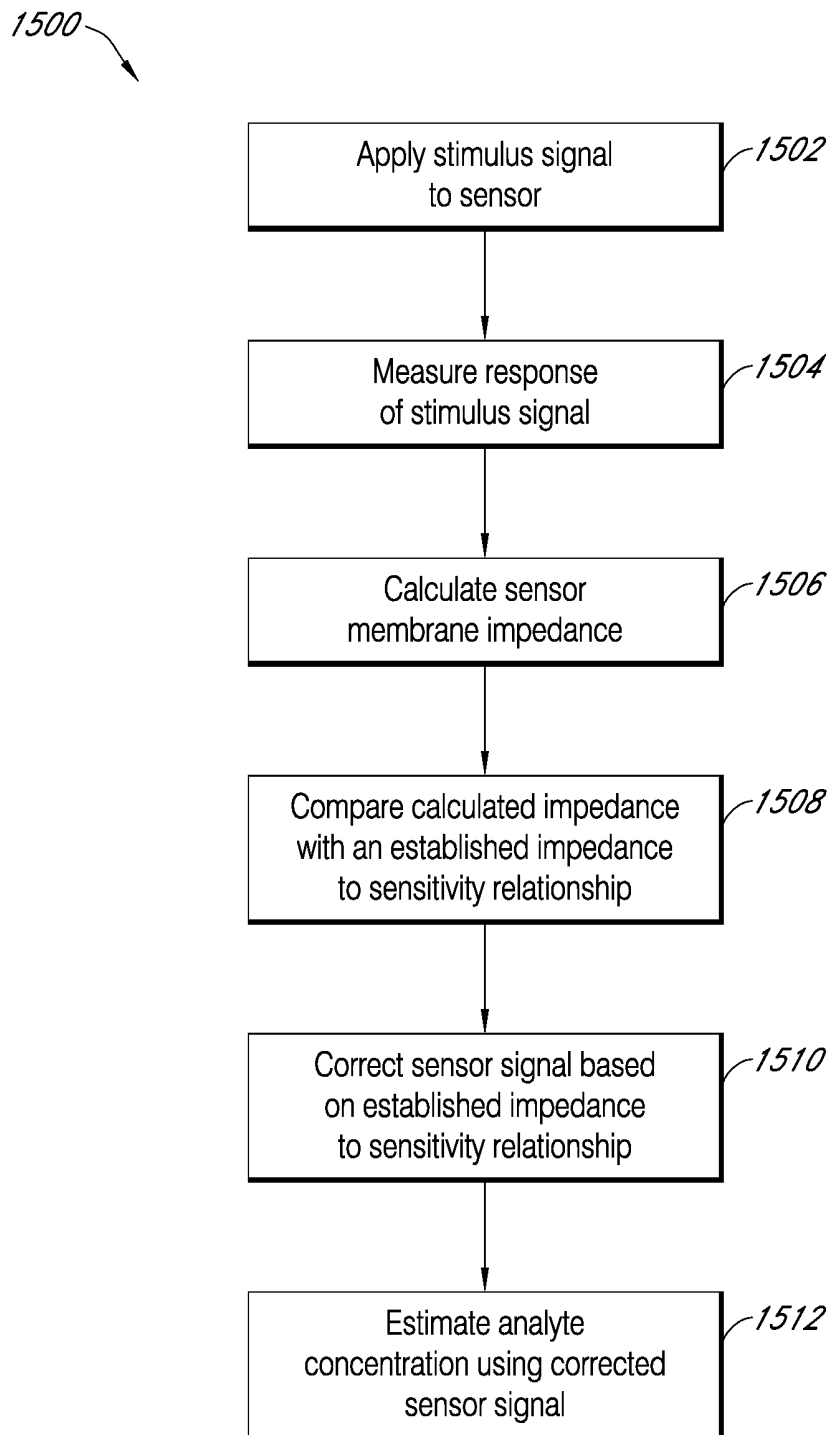 1500
Apply stimulus signal
to sensor
1502
Measure response
of stimulus signal
1504
Calculate sensor
membrane impedance
1506
Compare calculated impedance
with an established impedance
to sensitivity relationship
1508
Correct sensor signal based
on established impedance
to sensitivity relationship
1510
Estimate analyte
concentration using corrected
sensor signal
1512